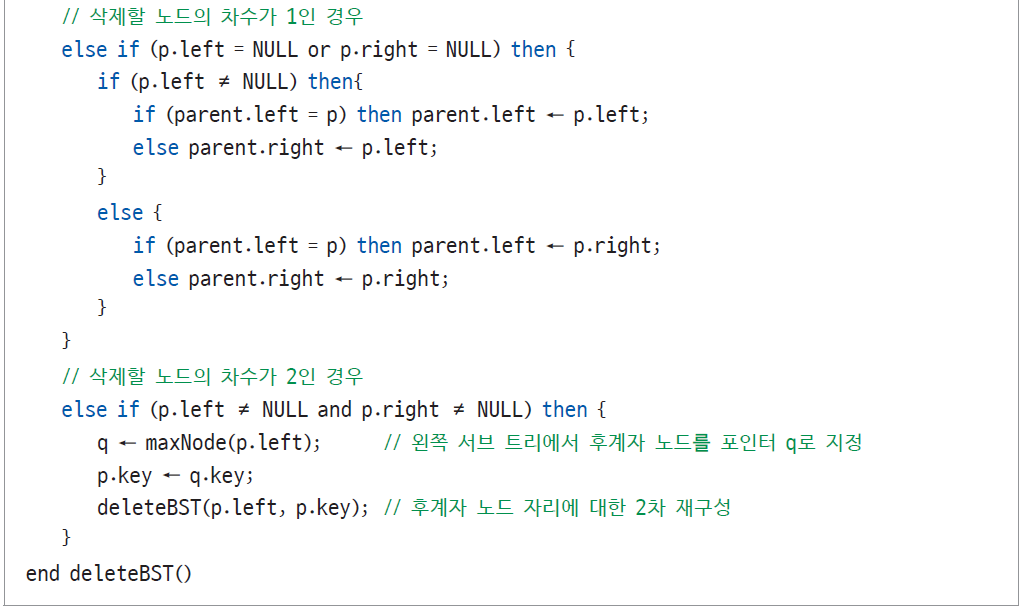 // 삭제할 노드의 차수가 1인 경우
else if (p.left = NULL or p.right = NULL) then {
if (p.left ≠ NULL) then{
if (parent.left = p) then parent.left ← p.left;
else parent.right ← p.left;
}
else {
if (parent.left = p) then parent.left ← p.right;
else parent.right ← p.right;
}
}
// 삭제할 노드의 차수가 2인 경우
else if (p.left ≠ NULL and p.right ≠ NULL) then {
q ← maxNode(p.left); // 왼쪽 서브 트리에서 후계자 노드를 포인터 q로 지정
p.key ← q.key;
deleteBST(p.left, p.key); // 후계자 노드 자리에 대한 2차 재구성
}
end deleteBST()